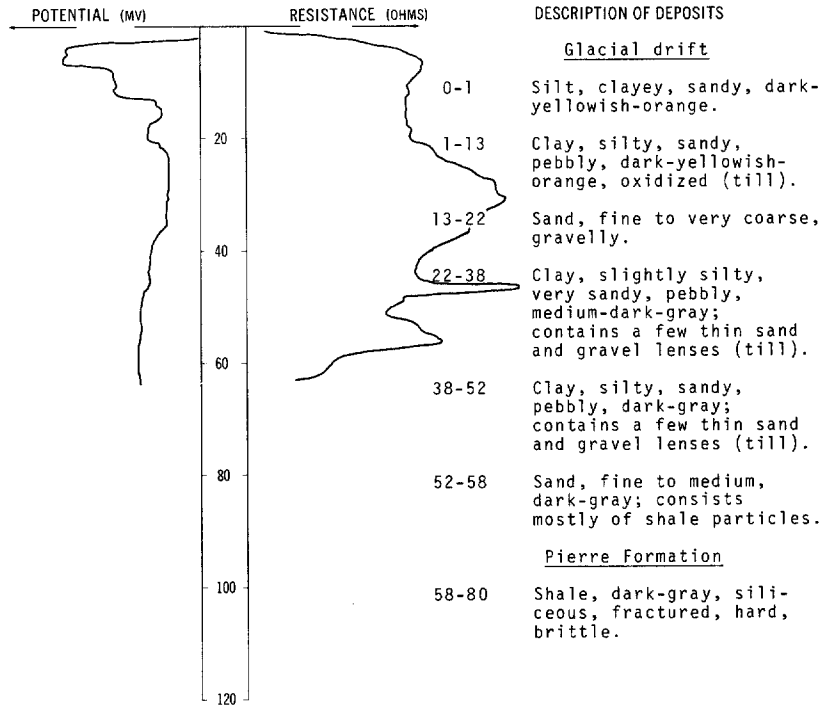 POTENTIAL (MV) RESISTANCE (OHMS) DESCRIPTION OF DEPOSITS
Glacial drift
0-1 Silt, clayey, sandy, dark-
yellowish-orange.
20
1-13 Clay, silty, sandy,
pebbly, dark-yellowish-
orange, oxidized (till).
13-22 Sand, fine to very coarse,
gravelly.
40
22-38 Clay, slightly silty,
very sandy, pebbly,
medium-dark-gray;
contains a few thin sand
and gravel lenses (till).
60
38-52 Clay, silty, sandy,
pebbly, dark-gray;
contains a few thin sand
and gravel lenses (till).
80
52-58 Sand, fine to medium,
dark-gray; consists
mostly of shale particles.
Pierre Formation
100
58-80 Shale, dark-gray, sili-
ceous, fractured, hard,
brittle.
120